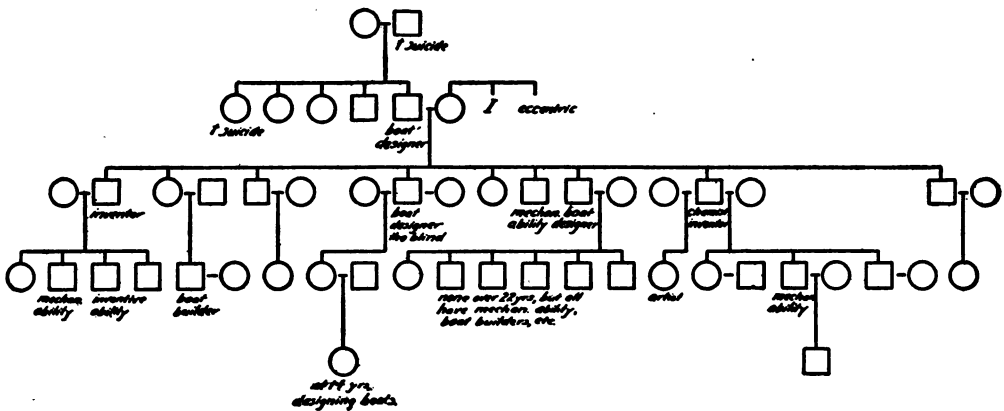 † suicide
I eccentric
† suicide
boat
designer
inventor
boat
designer
tho blind
mechan.
ability
boat
designer
chemist
inventor
mechan.
ability
inventive
ability
boat
builder
none over 22 yrs, but all
have mechan. ability,
boat builders, etc.
artist
mechan.
ability
at 14 yrs.
designing boats.